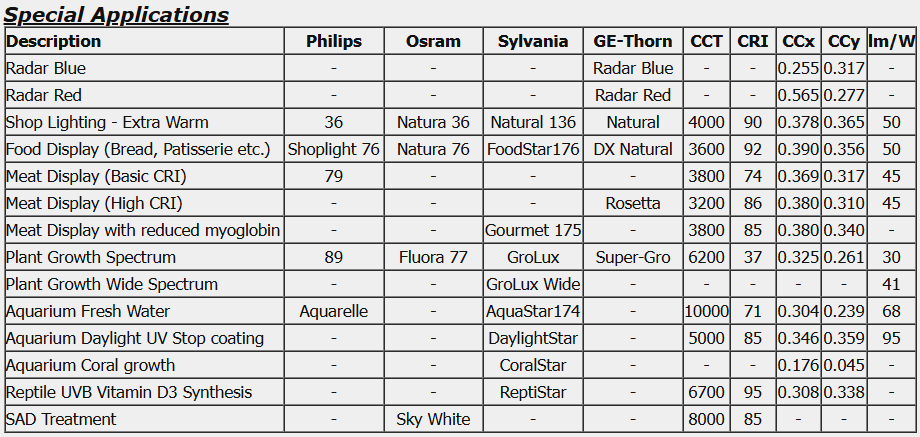 Special Applications
Description Philips Osram Sylvania GE-Thorn CCT CRI CCx CCy lm/W
Radar Blue - - - Radar Blue - - 0.255 0.317 -
Radar Red - - - Radar Red - - 0.565 0.277 -
Shop Lighting - Extra Warm 36 Natura 36 Natural 136 Natural 4000 90 0.378 0.365 50
Food Display (Bread, Patisserie etc.) Shoplight 76 Natura 76 FoodStar176 DX Natural 3600 92 0.390 0.356 50
Meat Display (Basic CRI) 79 - - - 3800 74 0.369 0.317 45
Meat Display (High CRI) - - - Rosetta 3200 86 0.380 0.310 45
Meat Display with reduced myoglobin - - Gourmet 175 - 3800 85 0.380 0.340 -
Plant Growth Spectrum 89 Fluora 77 GroLux Super-Gro 6200 37 0.325 0.261 30
Plant Growth Wide Spectrum - - GroLux Wide - - - - - 41
Aquarium Fresh Water Aquarelle - AquaStar174 - 10000 71 0.304 0.239 68
Aquarium Daylight UV Stop coating - - DaylightStar - 5000 85 0.346 0.359 95
Aquarium Coral growth - - CoralStar - - - 0.176 0.045 -
Reptile UVB Vitamin D3 Synthesis - - ReptiStar - 6700 95 0.308 0.338 -
SAD Treatment - Sky White - - 8000 85 - - -